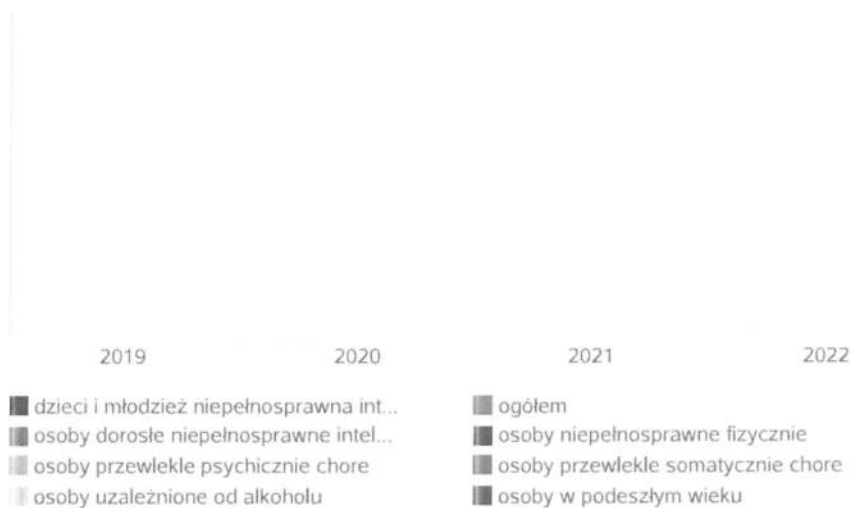 2019 2020 2021 2022
dzieci i młodzież niepełnosprawna int...
osoby dorosłe niepełnosprawne intel...
osoby przewlekle psychicznie chore
osoby uzależnione od alkoholu
ogółem
osoby niepełnosprawne fizycznie
osoby przewlekle somatycznie chore
osoby w podeszłym wieku